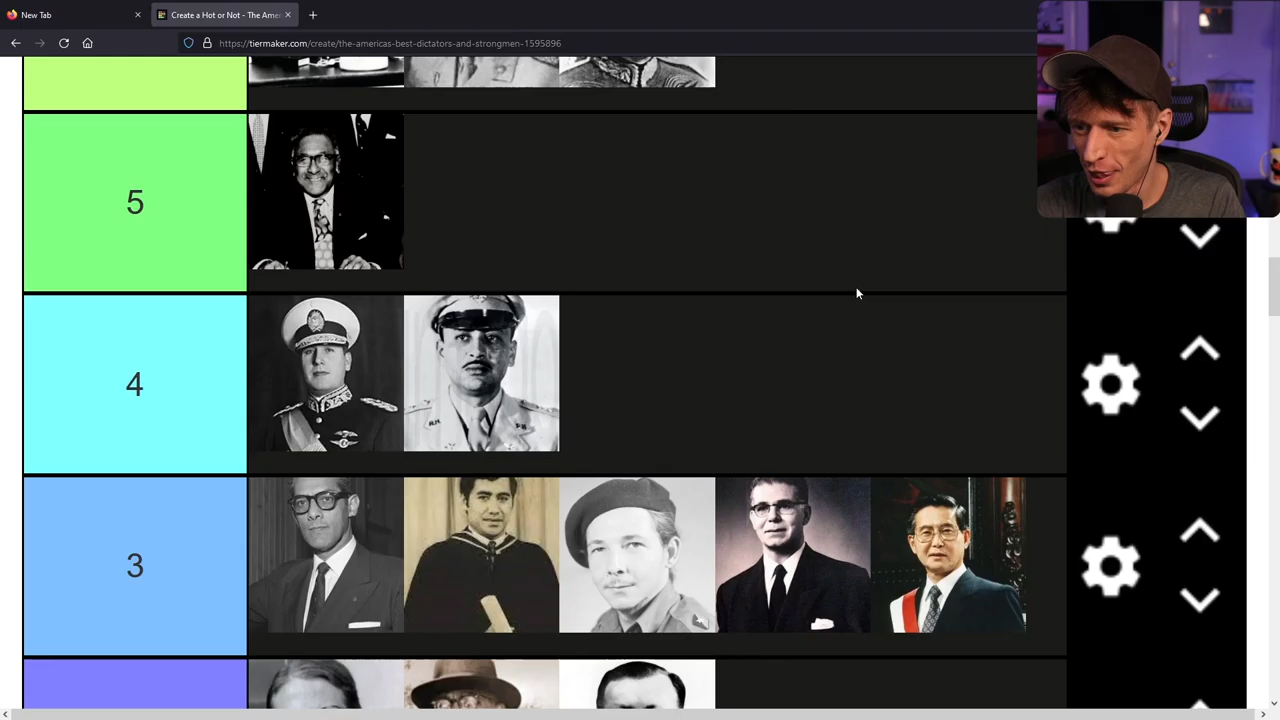 New Tab
Create a Hot or Not - The Ame
https://tiermaker.com/create/the-americas-best-dictators-and-strongmen-1595896
5
4
3